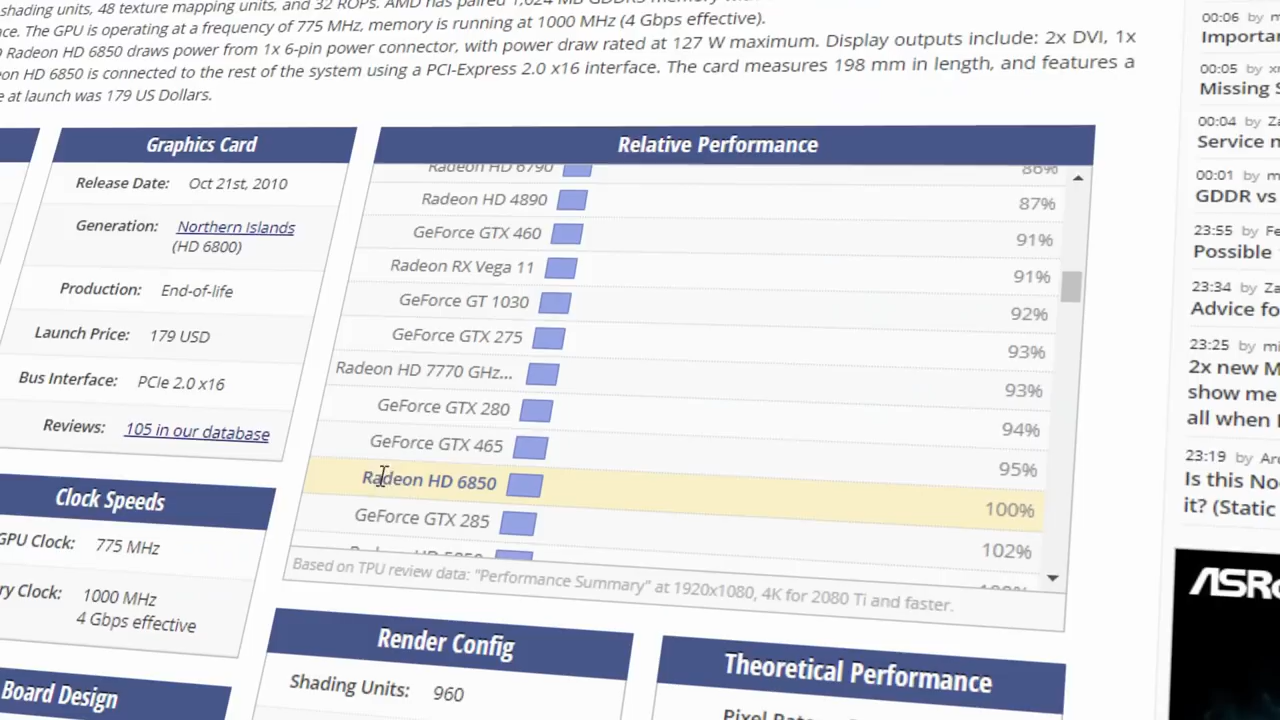 shading units, 48 texture mapping units, and 32 ROPs. AMD has paired 1,024 MB GDDR5 memory with
ce. The GPU is operating at a frequency of 775 MHz, memory is running at 1000 MHz (4 Gbps effective).
Radeon HD 6850 draws power from 1x 6-pin power connector, with power draw rated at 127 W maximum. Display outputs include: 2x DVI, 1x
on HD 6850 is connected to the rest of the system using a PCI-Express 2.0 x16 interface. The card measures 198 mm in length, and features a
e at launch was 179 US Dollars.
Graphics Card
Release Date: Oct 21st, 2010
Generation: Northern Islands
(HD 6800)
Production: End-of-life
Launch Price: 179 USD
Bus Interface: PCIe 2.0 x16
Reviews: 105 in our database
Clock Speeds
GPU Clock: 775 MHz
ry Clock: 1000 MHz
4 Gbps effective
Board Design
Relative Performance
Radeon HD 6790 86%
Radeon HD 4890 87%
GeForce GTX 460 91%
Radeon RX Vega 11 91%
GeForce GT 1030 92%
GeForce GTX 275 93%
Radeon HD 7770 GHz... 93%
GeForce GTX 280 94%
GeForce GTX 465 95%
Radeon HD 6850 100%
GeForce GTX 285 102%
Based on TPU review data: "Performance Summary" at 1920x1080, 4K for 2080 Ti and faster.
Render Config
Shading Units: 960
Theoretical Performance
00:06 by m
Importan
00:05 by x
Missing S
00:04 by Za
Service n
00:01 by m
GDDR vs
23:55 by Fe
Possible
23:34 by Za
Advice fo
23:25 by mi
2x new M
show me
all when I
23:19 by Ar
Is this No
it? (Static
ASRo